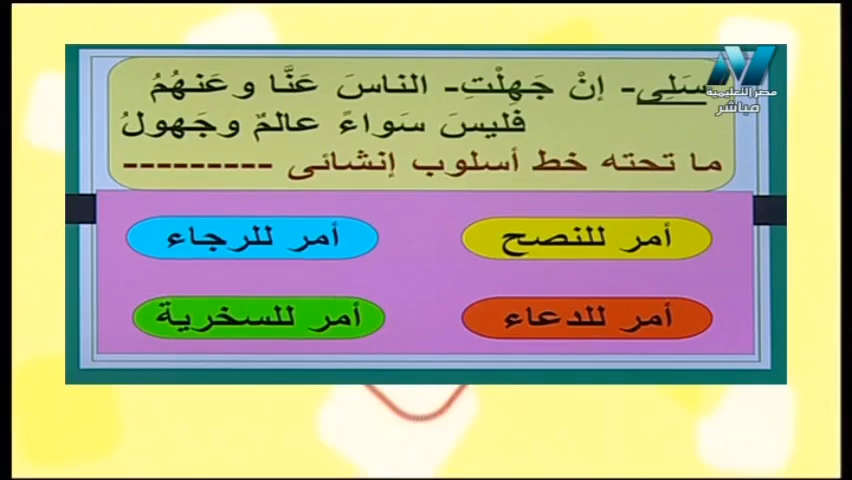 مصر التعليمية
مباشر
سَلِى- إنْ جَهِلْتِ- الناسَ عَنَّا وعَنهُمُ
فَليسَ سَواءً عالمٌ وجَهولُ
ما تحته خط أسلوب إنشائى ---------
أمر للنصح
أمر للرجاء
أمر للدعاء
أمر للسخرية